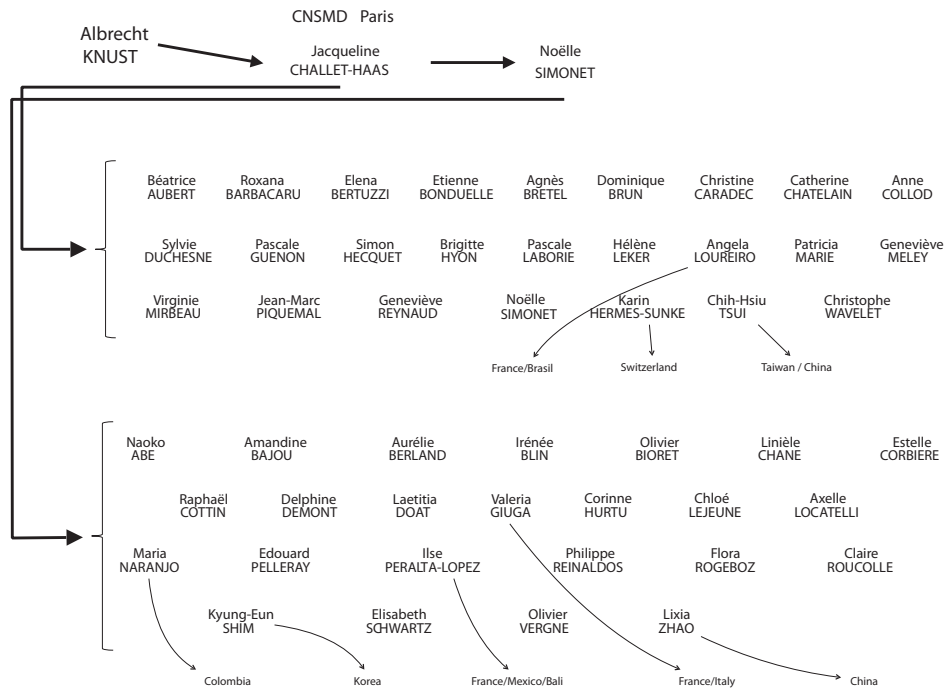 CNSMD Paris
Albrecht
KNUST
Jacqueline
CHALLET-HAAS
Noëlle
SIMONET
Béatrice
AUBERT
Roxana
BARBACARU
Elena
BERTUZZI
Etienne
BONDUELLE
Agnès
BRETEL
Dominique
BRUN
Christine
CARADEC
Catherine
CHATELAIN
Anne
COLLOD
Sylvie
DUCHESNE
Pascale
GUENON
Simon
HECQUET
Brigitte
HYON
Pascale
LABORIE
Hélène
LEKER
Angela
LOUREIRO
Patricia
MARIE
Geneviève
MELEY
Virginie
MIRBEAU
Jean-Marc
PIQUEMAL
Geneviève
REYNAUD
Noëlle
SIMONET
Karin
HERMES-SUNKE
Chih-Hsiu
TSUI
Christophe
WAVELET
France/Brasil
Switzerland
Taiwan / China
Naoko
ABE
Amandine
BAJOU
Aurélie
BERLAND
Irénée
BLIN
Olivier
BIORET
Linièle
CHANE
Estelle
CORBIERE
Raphaël
COTTIN
Delphine
DEMONT
Laetitia
DOAT
Valeria
GIUGA
Corinne
HURTU
Chloé
LEJEUNE
Axelle
LOCATELLI
Maria
NARANJO
Edouard
PELLERAY
Ilse
PERALTA-LOPEZ
Philippe
REINALDOS
Flora
ROGEBOZ
Claire
ROUCOLLE
Kyung-Eun
SHIM
Elisabeth
SCHWARTZ
Olivier
VERGNE
Lixia
ZHAO
Colombia
Korea
France/Mexico/Bali
France/Italy
China